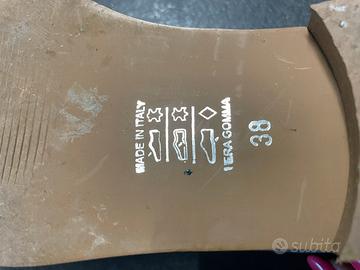 MADE IN ITALY
VERA GOMMA
38
subito